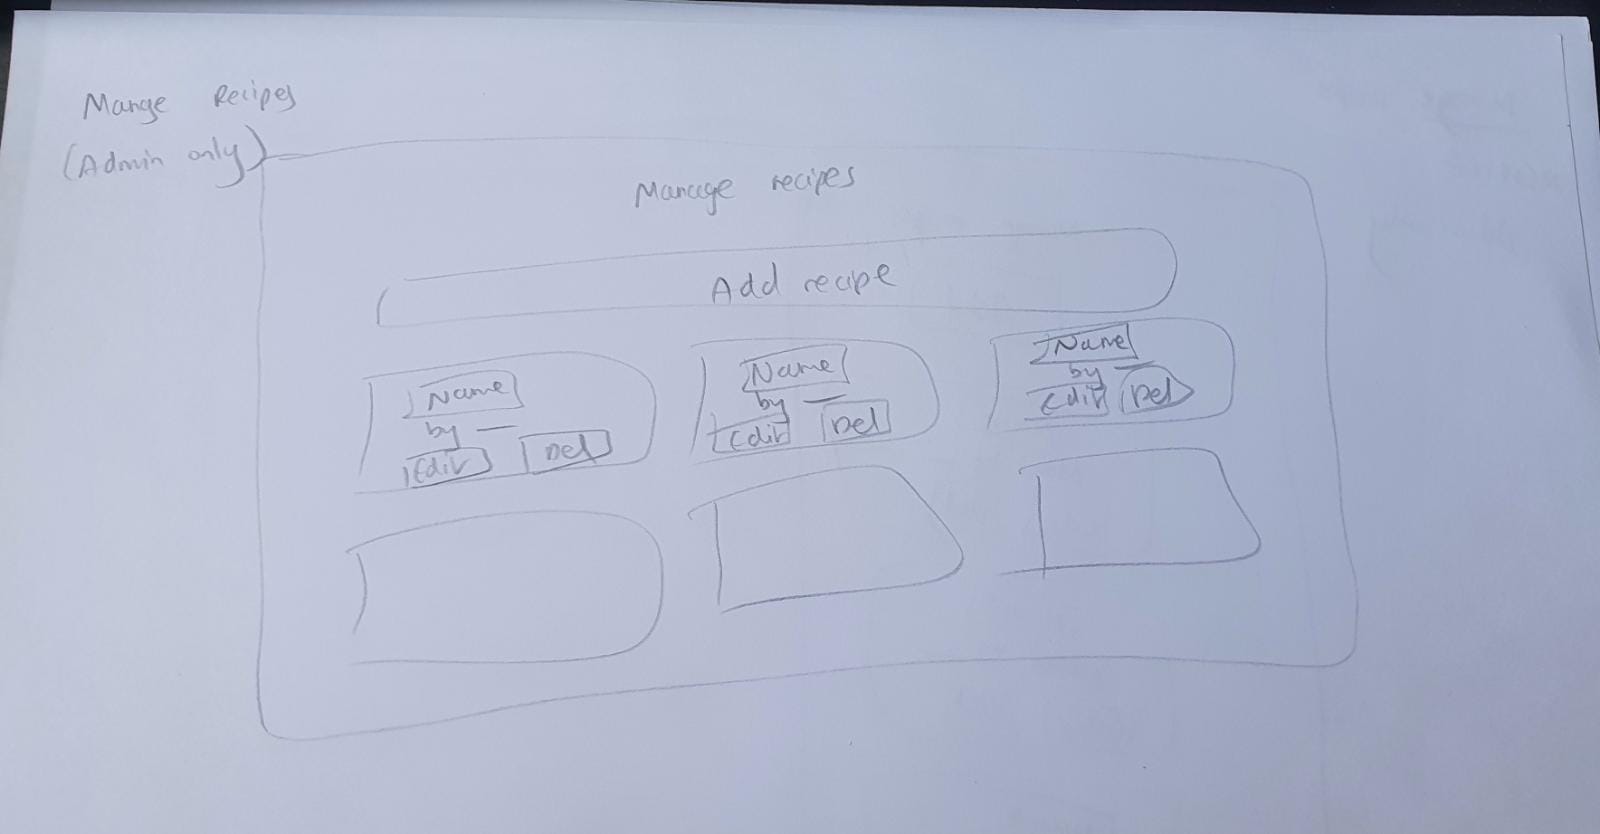 Mange Recipes
(Admin only)
Manage recipes
Add recipe
Name
by —
Edit Del
Name
by —
Edit Del
Name
by —
Edit Del